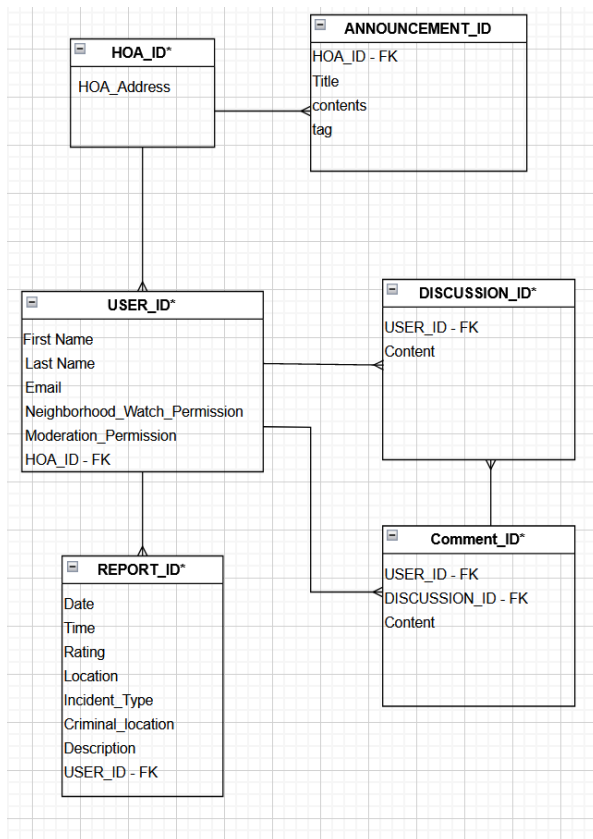 HOA_ID*
HOA_Address
ANNOUNCEMENT_ID
HOA_ID - FK
Title
contents
tag
USER_ID*
First Name
Last Name
Email
Neighborhood_Watch_Permission
Moderation_Permission
HOA_ID - FK
DISCUSSION_ID*
USER_ID - FK
Content
REPORT_ID*
Date
Time
Rating
Location
Incident_Type
Criminal_location
Description
USER_ID - FK
Comment_ID*
USER_ID - FK
DISCUSSION_ID - FK
Content